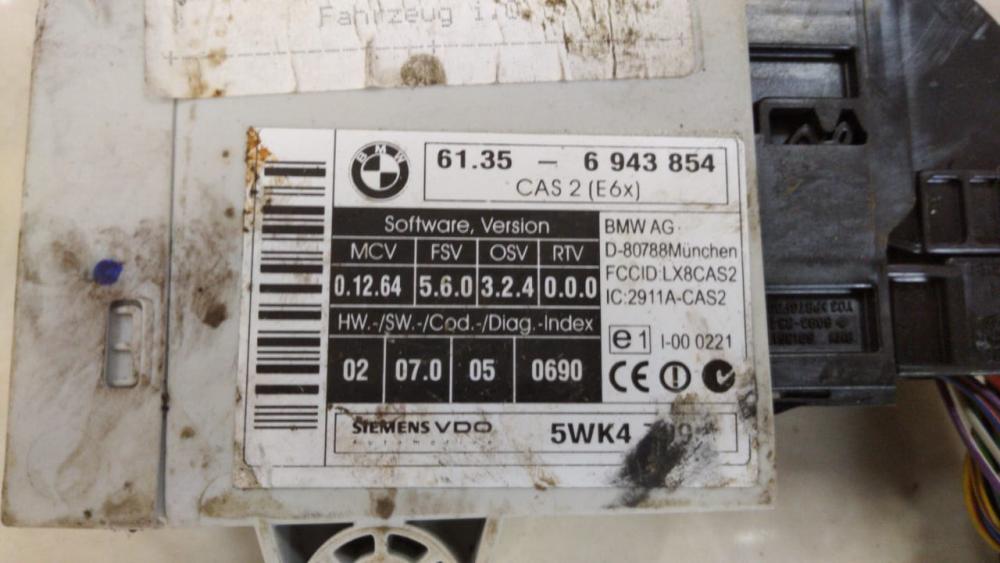 Fahrzeug i.O
BMW
61.35 – 6 943 854
CAS 2 (E6x)
Software, Version
MCV FSV OSV RTV
0.12.64 5.6.0 3.2.4 0.0.0
HW.-/SW.-/Cod.-/Diag.-Index
02 07.0 05 0690
BMW AG
D-80788München
FCCID:LX8CAS2
IC:2911A-CAS2
e1 I-00 0221
CE
SIEMENS VDO
Automotive
5WK4